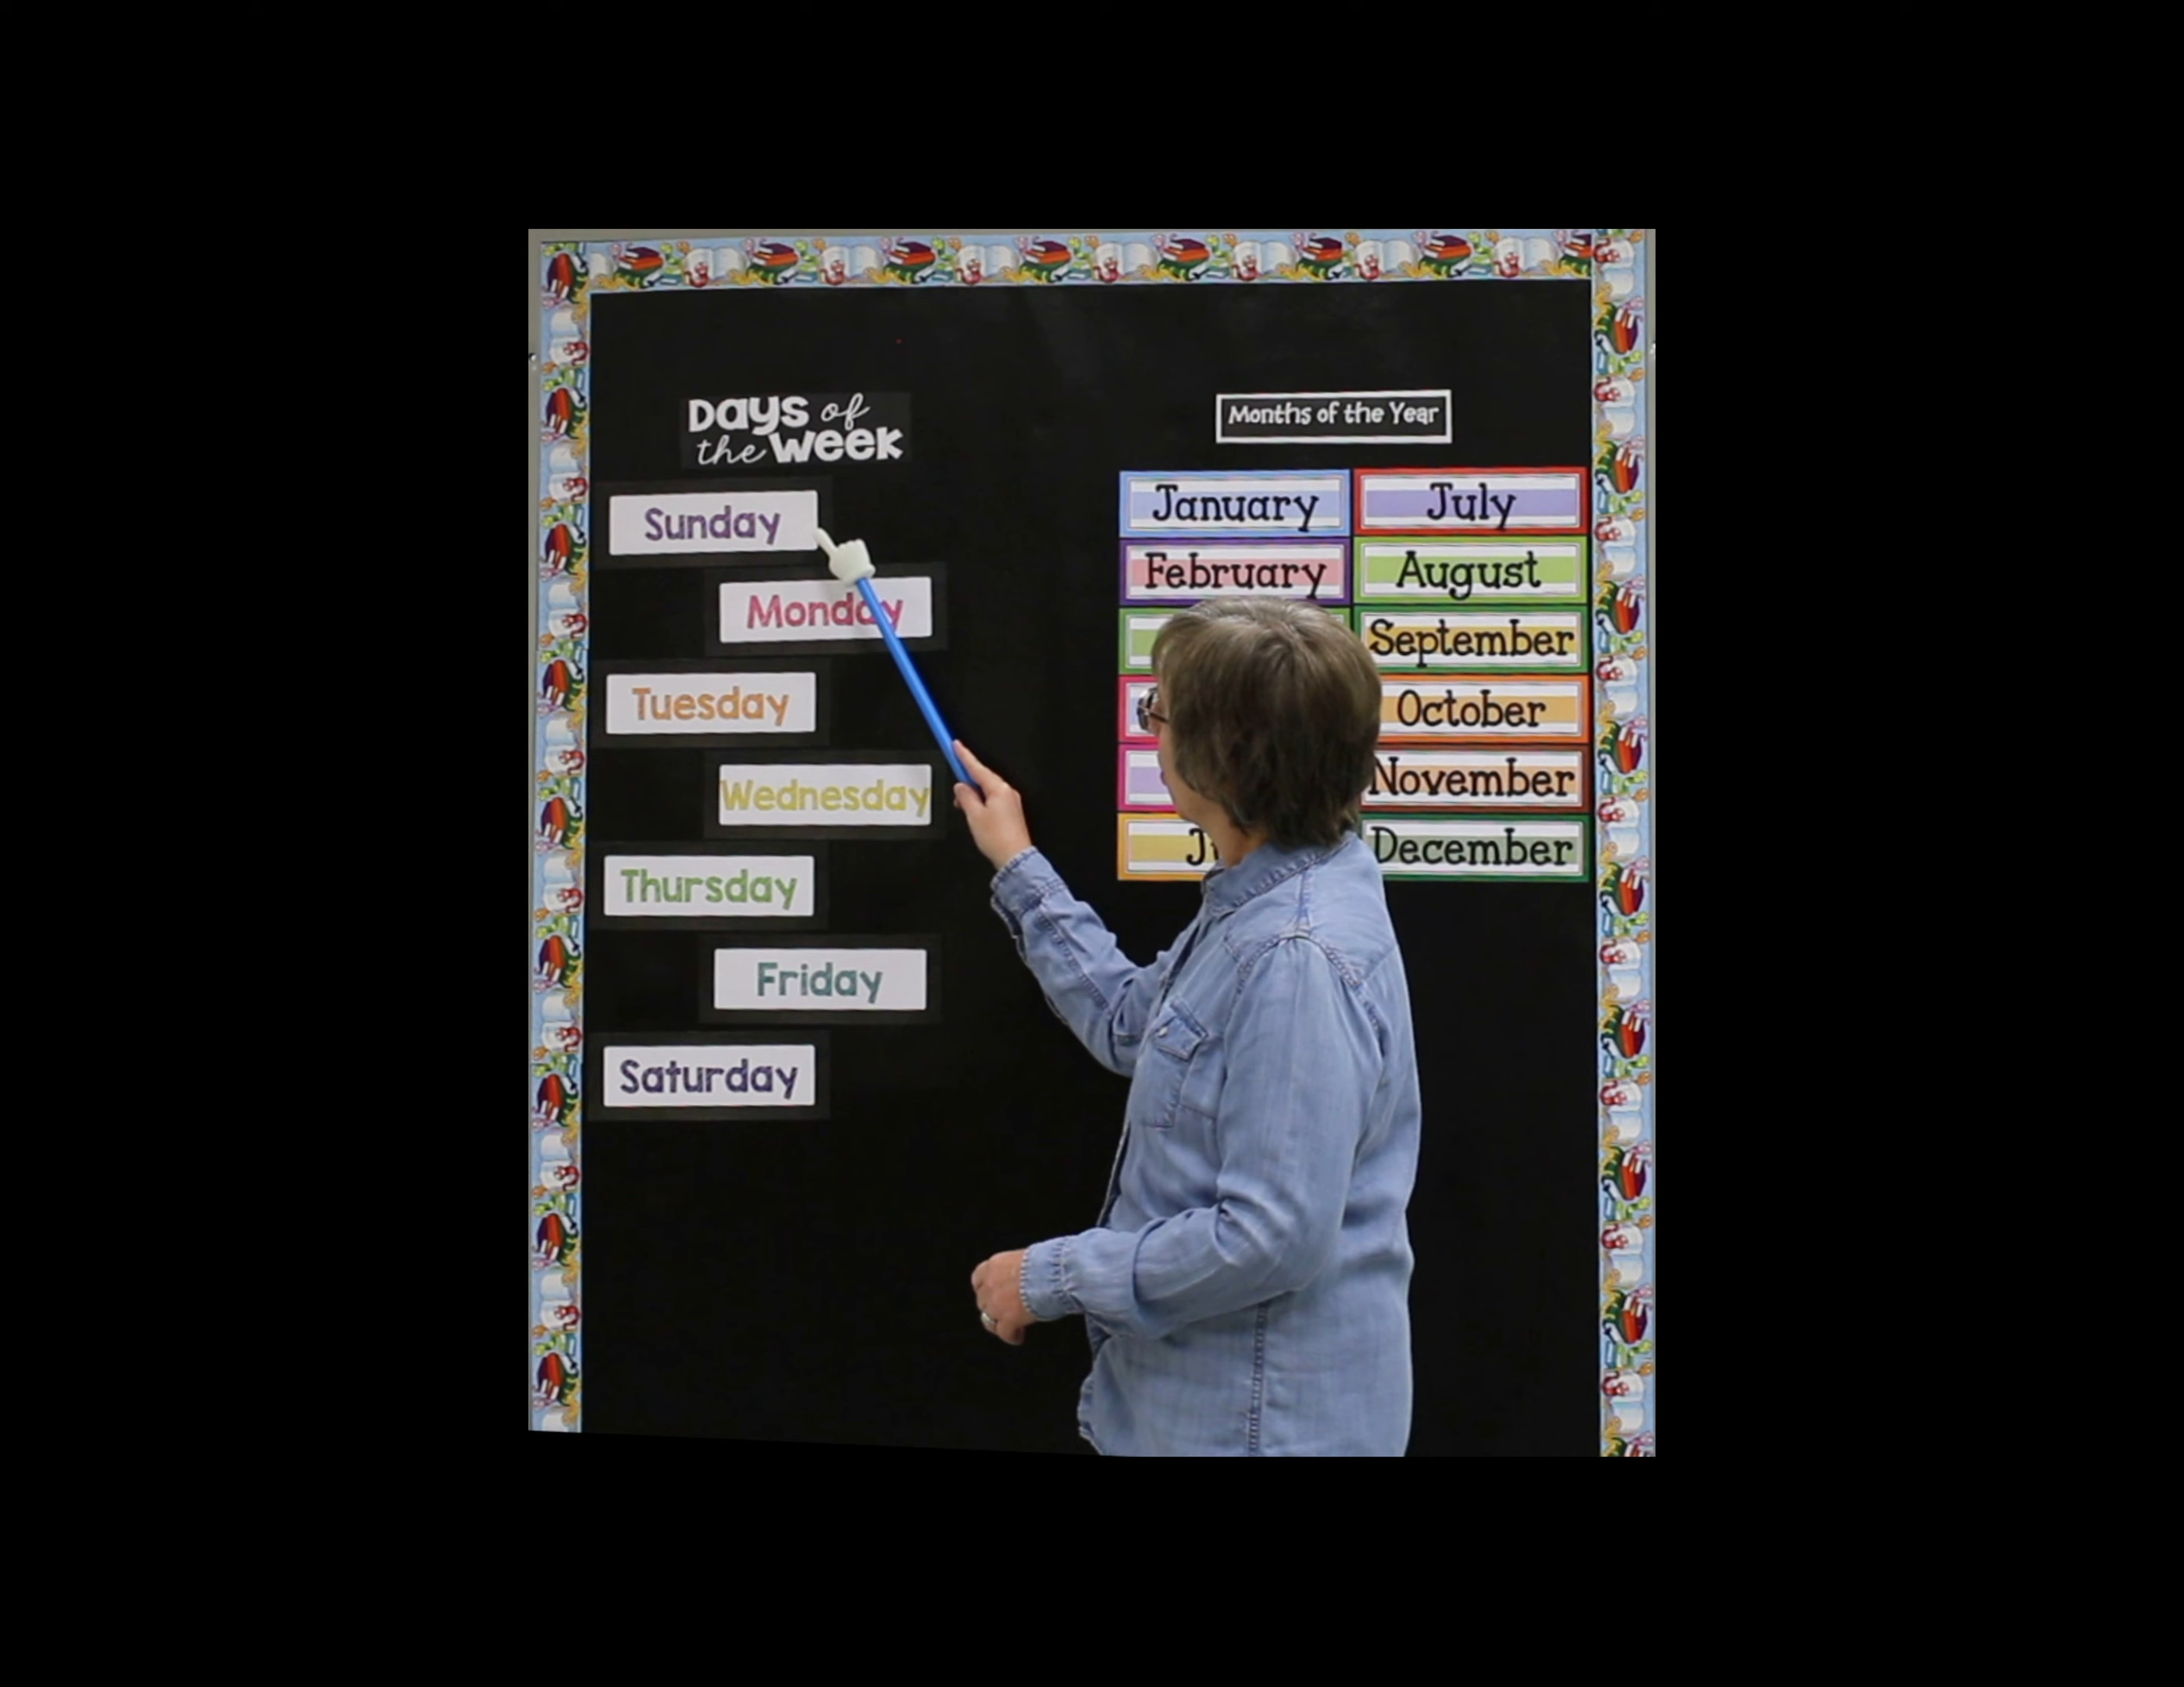 Days of
the Week
Sunday
Monday
Tuesday
Wednesday
Thursday
Friday
Saturday
Months of the Year
January
February
July
August
September
October
November
December